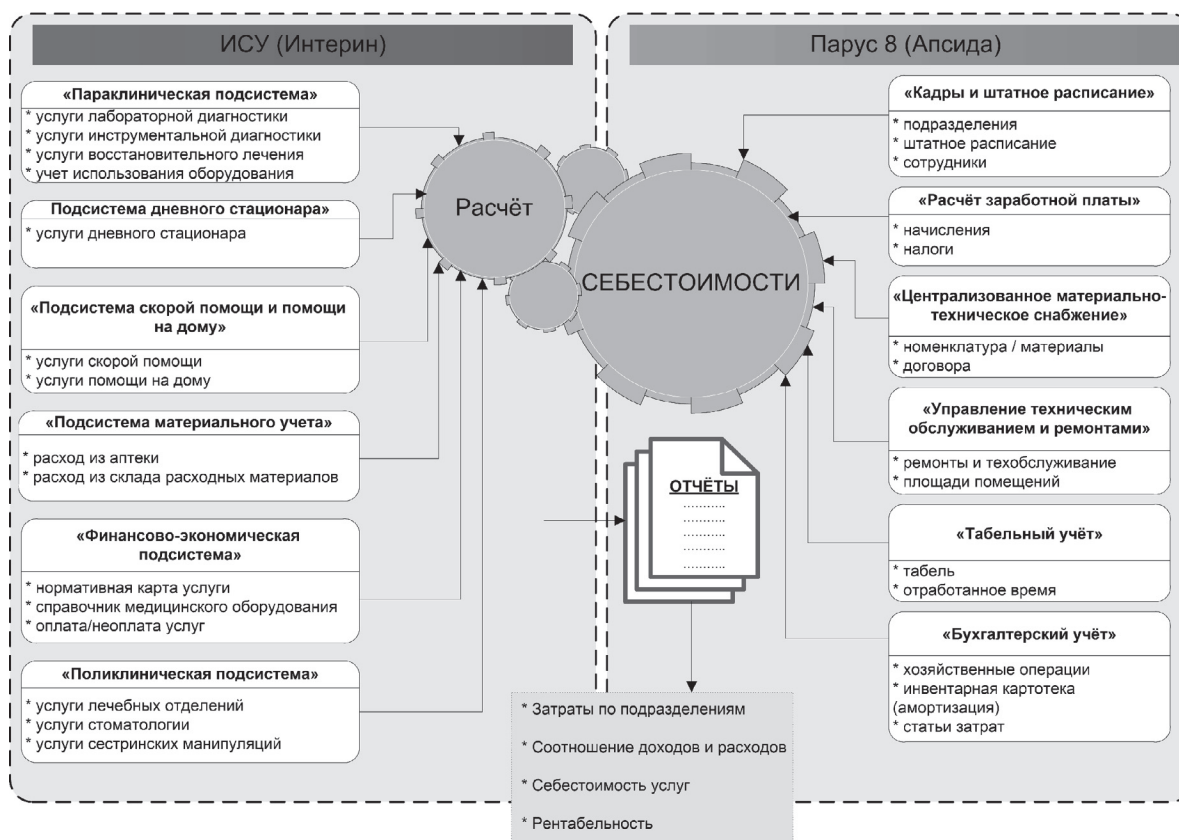 ИСУ (Интерин)
«Параклиническая подсистема»
* услуги лабораторной диагностики
* услуги инструментальной диагностики
* услуги восстановительного лечения
* учет использования оборудования
Подсистема дневного стационара»
* услуги дневного стационара
«Подсистема скорой помощи и помощи
на дому»
* услуги скорой помощи
* услуги помощи на дому
«Подсистема материального учета»
* расход из аптеки
* расход из склада расходных материалов
«Финансово-экономическая
подсистема»
* нормативная карта услуги
* справочник медицинского оборудования
* оплата/неоплата услуг
«Поликлиническая подсистема»
* услуги лечебных отделений
* услуги стоматологии
* услуги сестринских манипуляций
Расчёт
СЕБЕСТОИМОСТИ
ОТЧЁТЫ
..........
..........
..........
..........
* Затраты по подразделениям
* Соотношение доходов и расходов
* Себестоимость услуг
* Рентабельность
Парус 8 (Апсида)
«Кадры и штатное расписание»
* подразделения
* штатное расписание
* сотрудники
«Расчёт заработной платы»
* начисления
* налоги
«Централизованное материально-
техническое снабжение»
* номенклатура / материалы
* договора
«Управление техническим
обслуживанием и ремонтами»
* ремонты и техобслуживание
* площади помещений
«Табельный учёт»
* табель
* отработанное время
«Бухгалтерский учёт»
* хозяйственные операции
* инвентарная картотека
(амортизация)
* статьи затрат